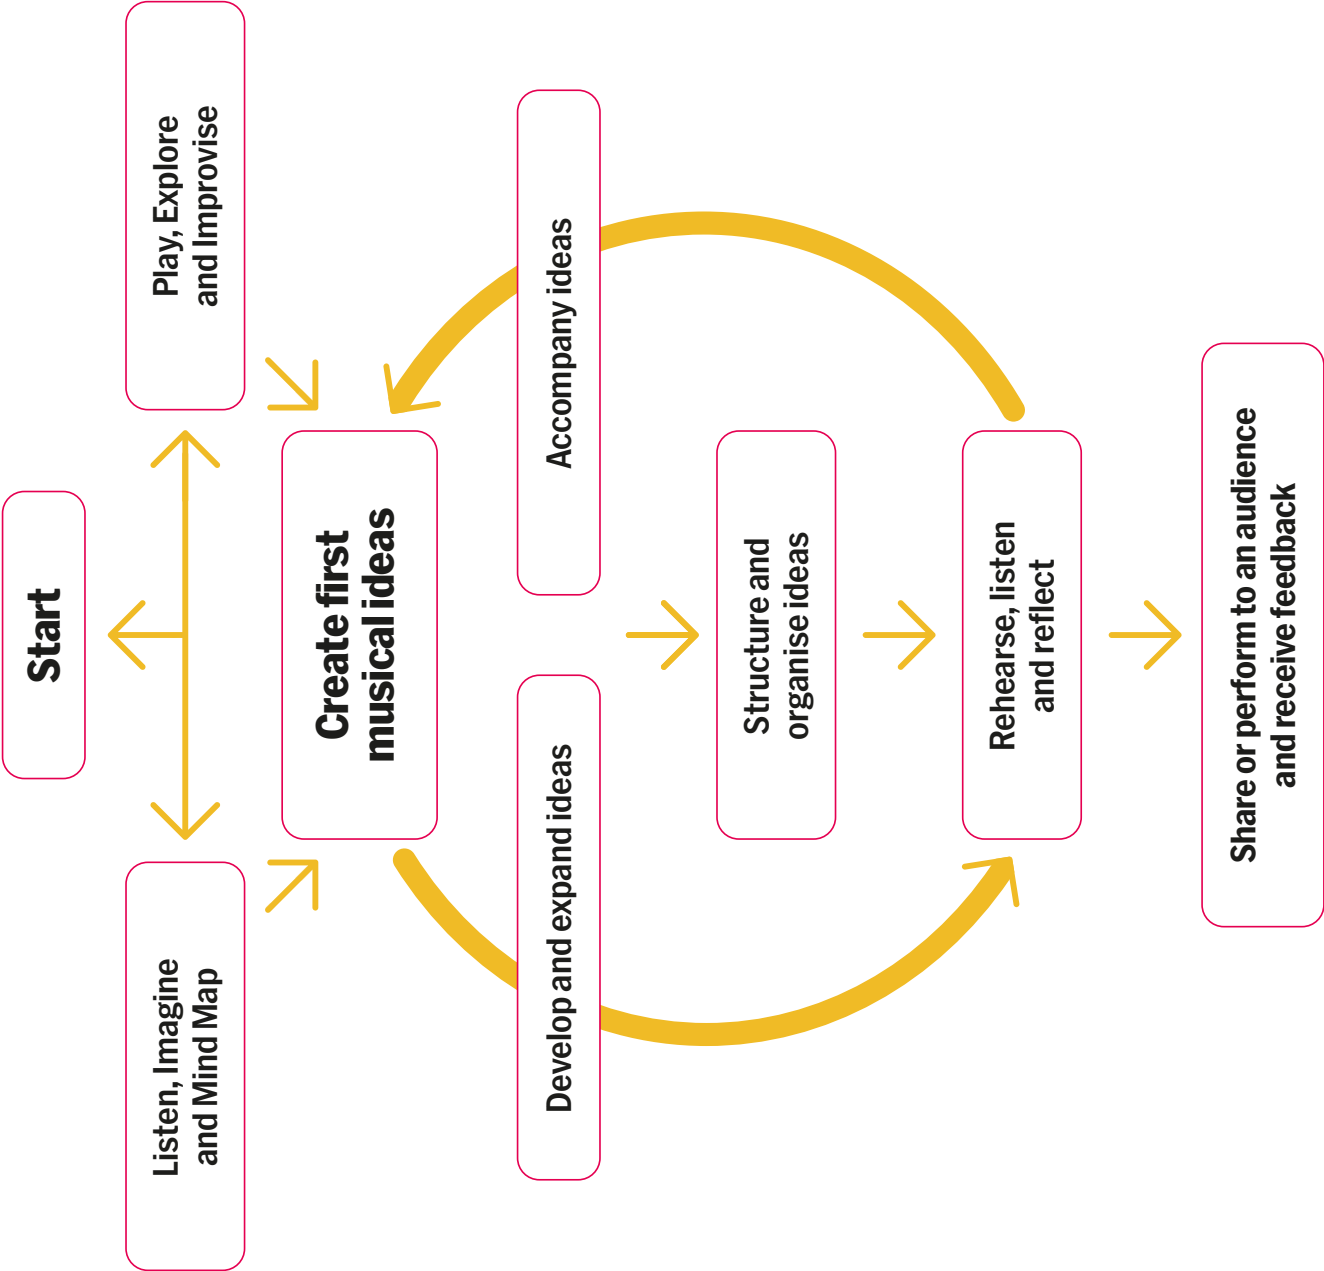 Start
Listen, Imagine
and Mind Map
Play, Explore
and Improvise
Create first
musical ideas
Develop and expand ideas
Accompany ideas
Structure and
organise ideas
Rehearse, listen
and reflect
Share or perform to an audience
and receive feedback